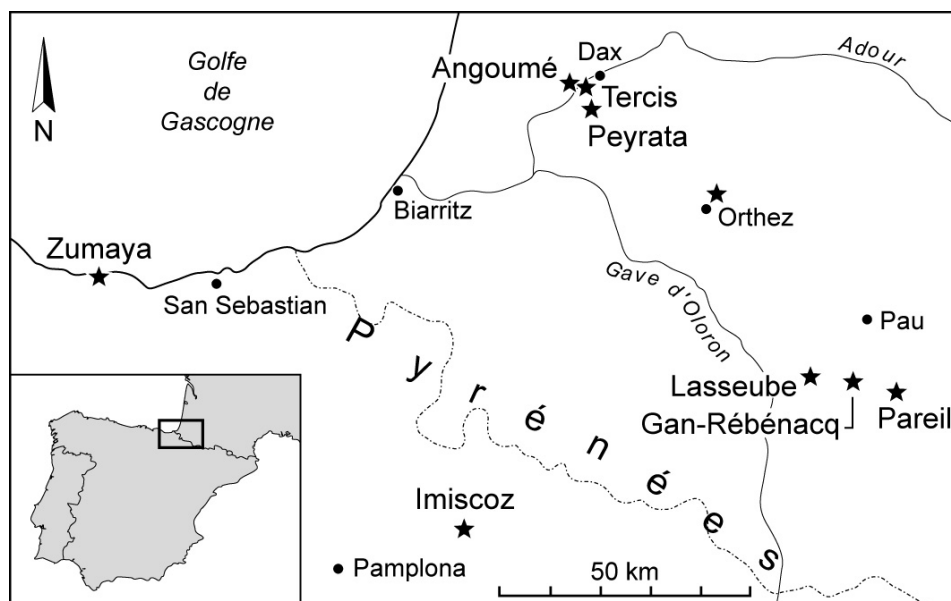 Golfe
de
Gascogne
N
Adour
Dax
Angoumé
Tercis
Peyrata
Biarritz
Orthez
Zumaya
San Sebastian
Gave d'Oloron
Pau
Pyrénées
Lasseube
Gan-Rébénacq
Pareil
Imiscoz
Pamplona
50 km